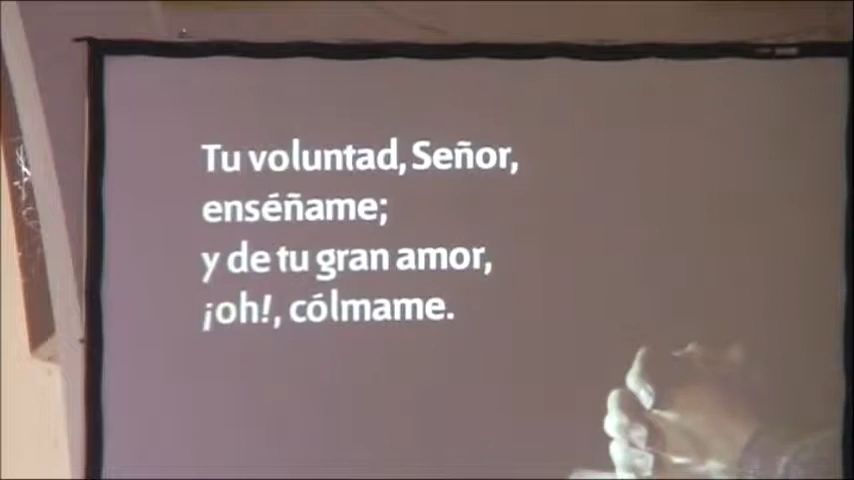 Tu voluntad, Señor,
enséñame;
y de tu gran amor,
¡oh!, cólmame.